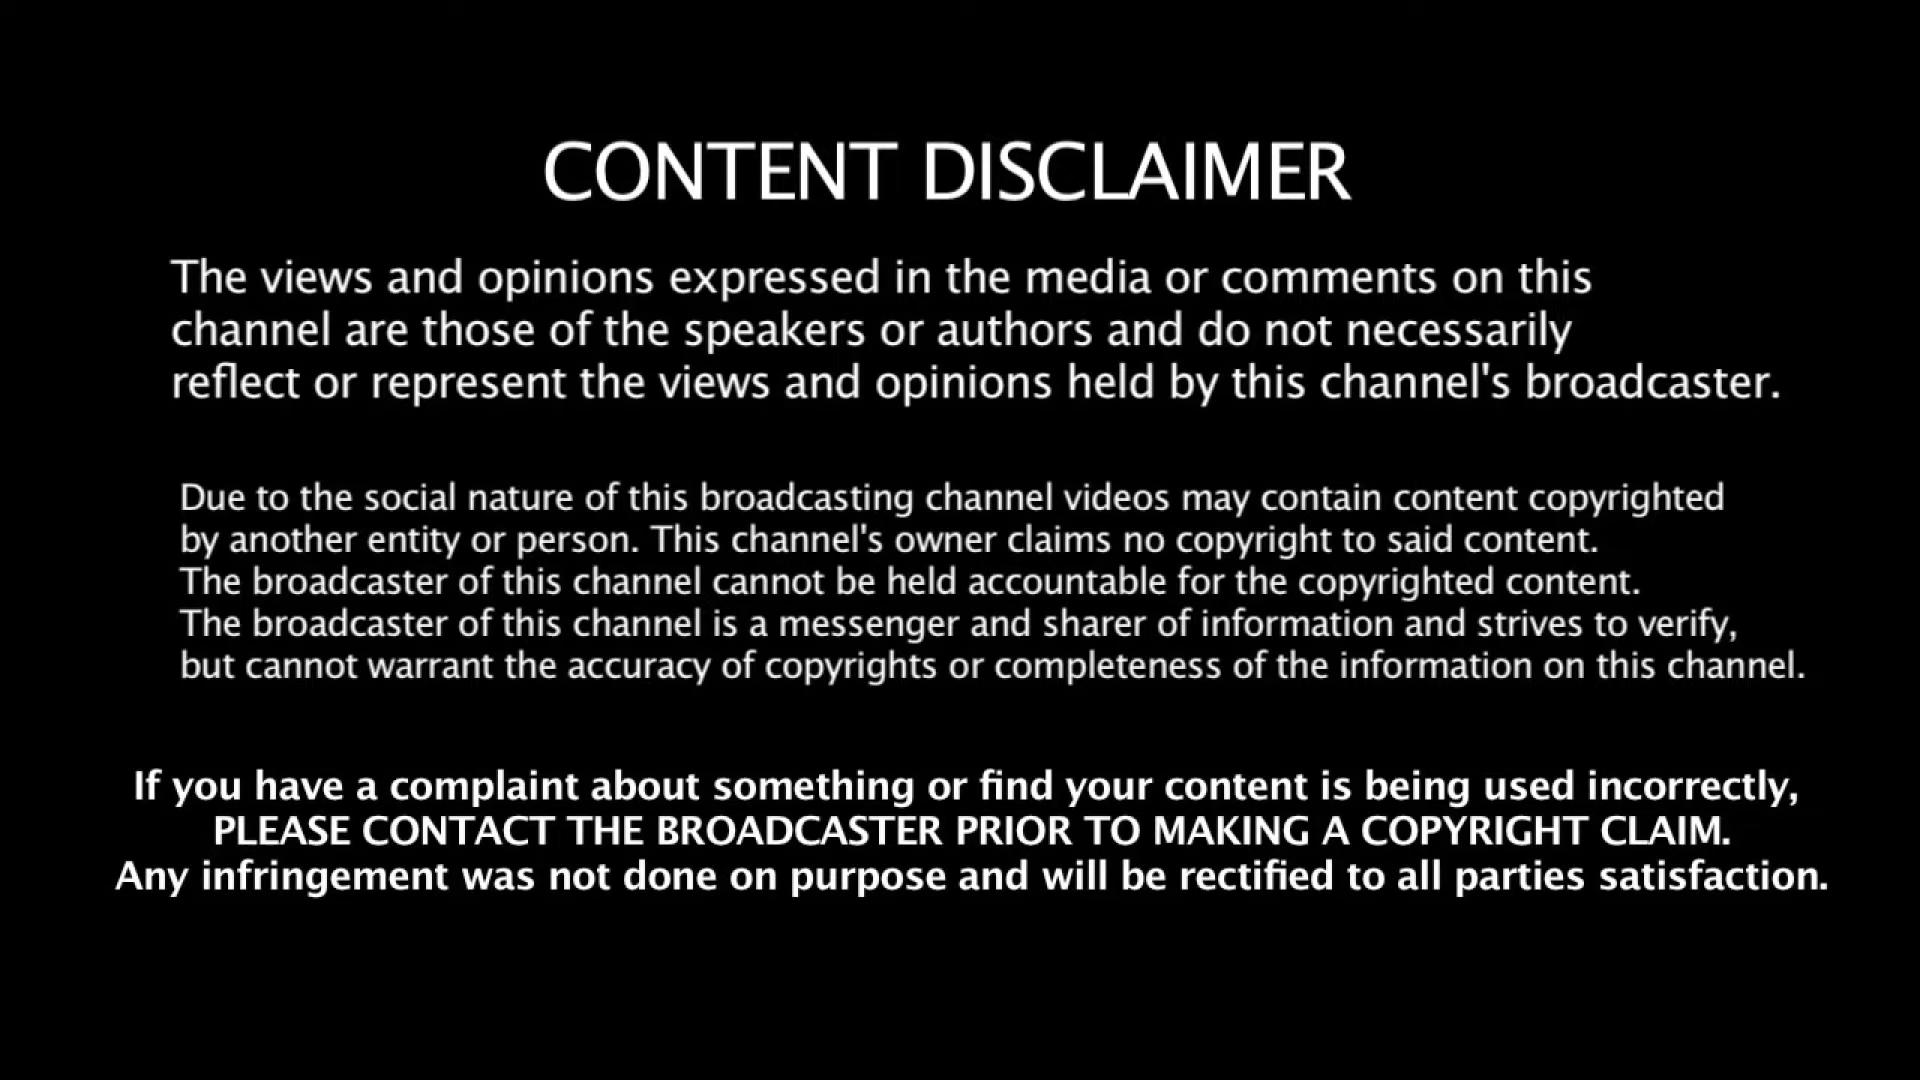 CONTENT DISCLAIMER
The views and opinions expressed in the media or comments on this
channel are those of the speakers or authors and do not necessarily
reflect or represent the views and opinions held by this channel's broadcaster.
Due to the social nature of this broadcasting channel videos may contain content copyrighted
by another entity or person. This channel's owner claims no copyright to said content.
The broadcaster of this channel cannot be held accountable for the copyrighted content.
The broadcaster of this channel is a messenger and sharer of information and strives to verify,
but cannot warrant the accuracy of copyrights or completeness of the information on this channel.
If you have a complaint about something or find your content is being used incorrectly,
PLEASE CONTACT THE BROADCASTER PRIOR TO MAKING A COPYRIGHT CLAIM.
Any infringement was not done on purpose and will be rectified to all parties satisfaction.